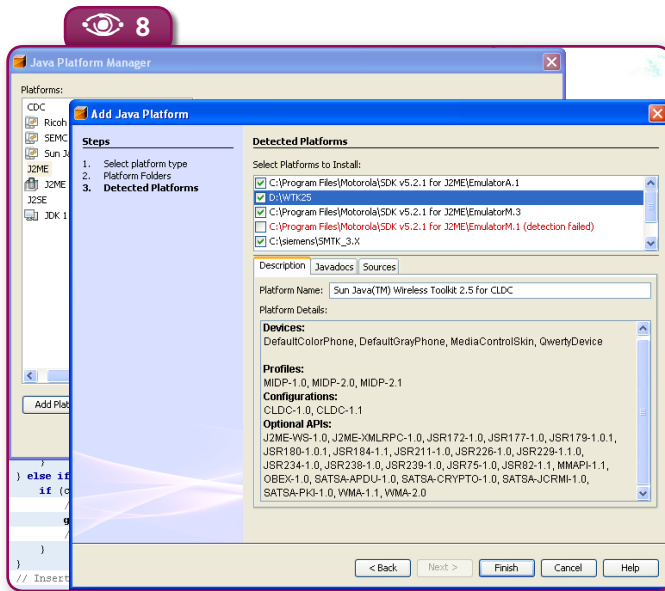 8
Java Platform Manager
Platforms:
CDC
Ricoh
SEMC
Sun Ja
J2ME
J2ME
J2SE
JDK 1
Add Plat
Add Java Platform
Steps
1. Select platform type
2. Platform Folders
3. Detected Platforms
Detected Platforms
Select Platforms to Install:
C:\Program Files\Motorola\SDK v5.2.1 for J2ME\EmulatorA.1
D:\WTK25
C:\Program Files\Motorola\SDK v5.2.1 for J2ME\EmulatorM.3
C:\Program Files\Motorola\SDK v5.2.1 for J2ME\EmulatorM.1 (detection failed)
C:\siemens\SMTK_3.X
Description Javadocs Sources
Platform Name: Sun Java(TM) Wireless Toolkit 2.5 for CLDC
Platform Details:
Devices:
DefaultColorPhone, DefaultGrayPhone, MediaControlSkin, QwertyDevice
Profiles:
MIDP-1.0, MIDP-2.0, MIDP-2.1
Configurations:
CLDC-1.0, CLDC-1.1
Optional APIs:
J2ME-WS-1.0, J2ME-XMLRPC-1.0, JSR172-1.0, JSR177-1.0, JSR179-1.0.1,
JSR180-1.0.1, JSR184-1.1, JSR211-1.0, JSR226-1.0, JSR229-1.1.0,
JSR234-1.0, JSR238-1.0, JSR239-1.0, JSR75-1.0, JSR82-1.1, MMAPI-1.1,
OBEX-1.0, SATSA-APDU-1.0, SATSA-CRYPTO-1.0, SATSA-JCRMI-1.0,
SATSA-PKI-1.0, WMA-1.1, WMA-2.0
< Back Next > Finish Cancel Help
}
} else if
if (c
/
g
/
}
}
// Insert